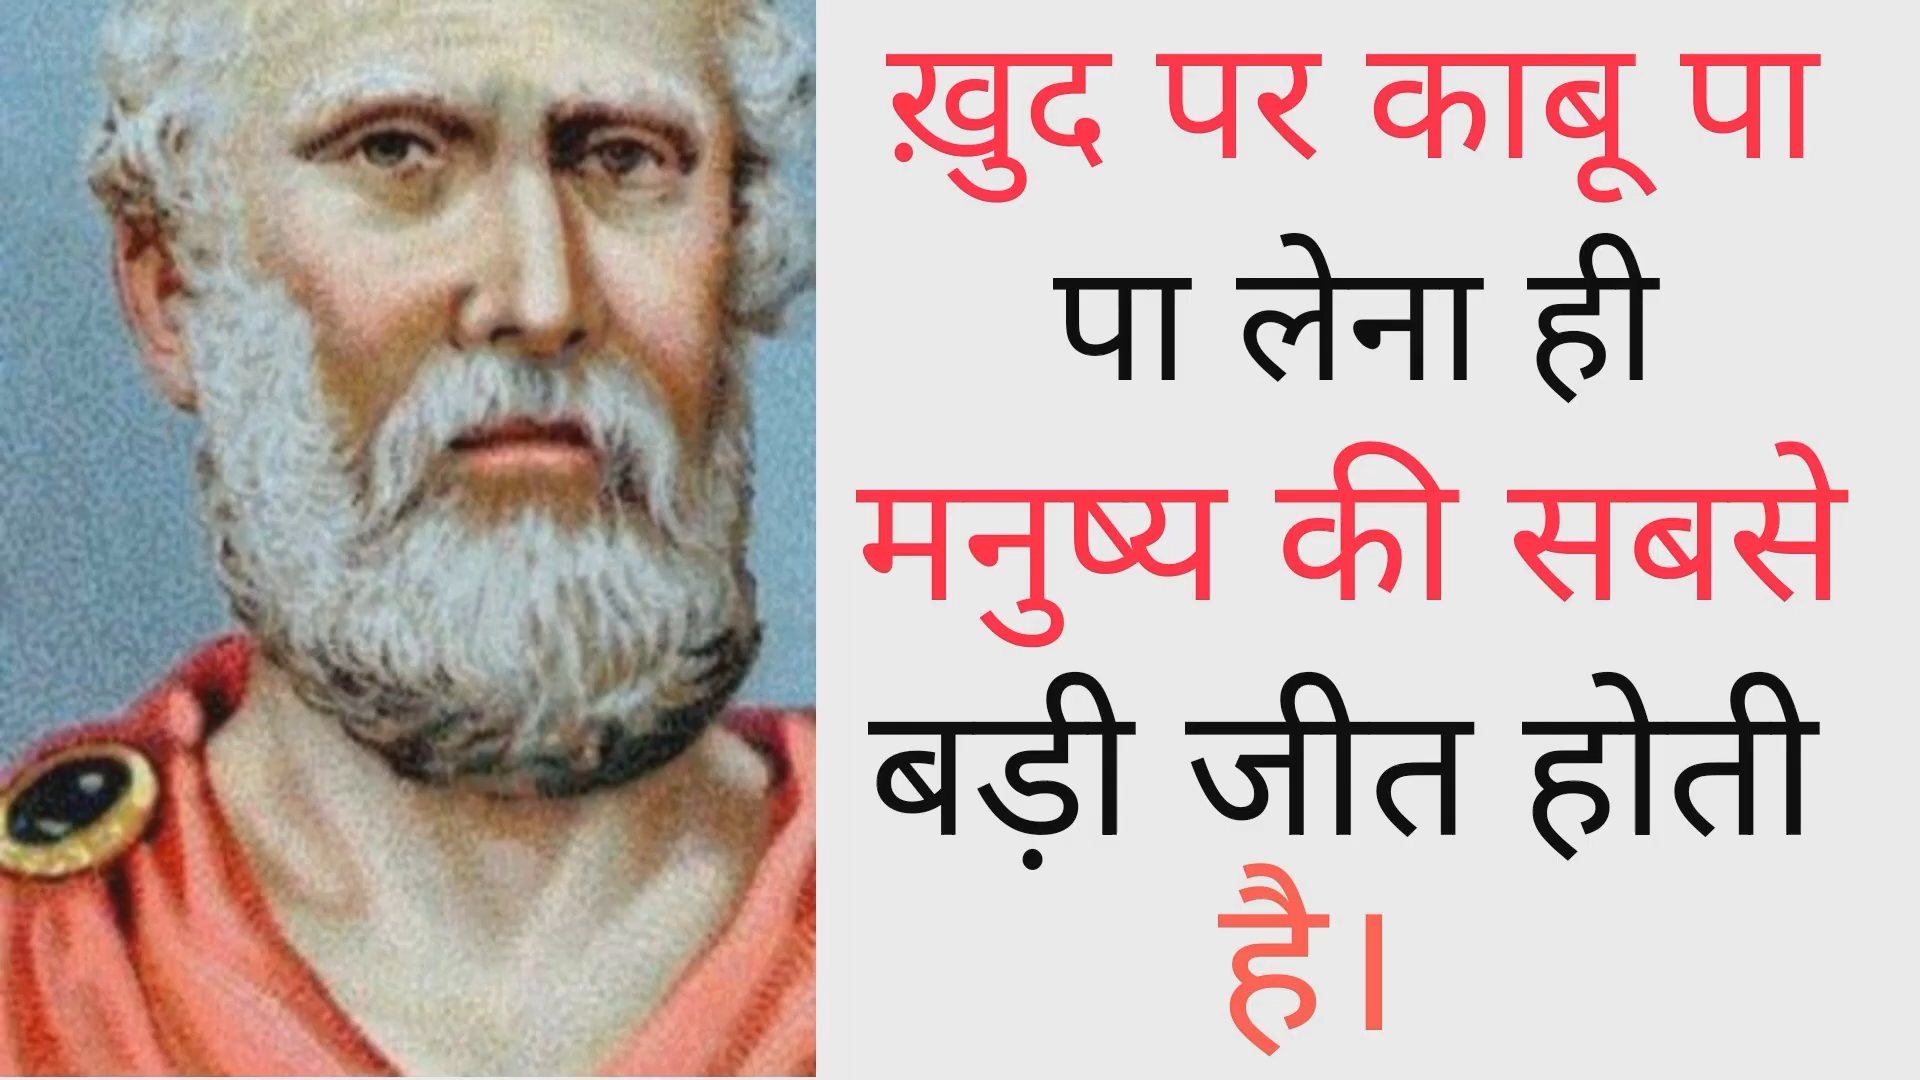 ख़ुद पर काबू पा
पा लेना ही
मनुष्य की सबसे
बड़ी जीत होती
है।